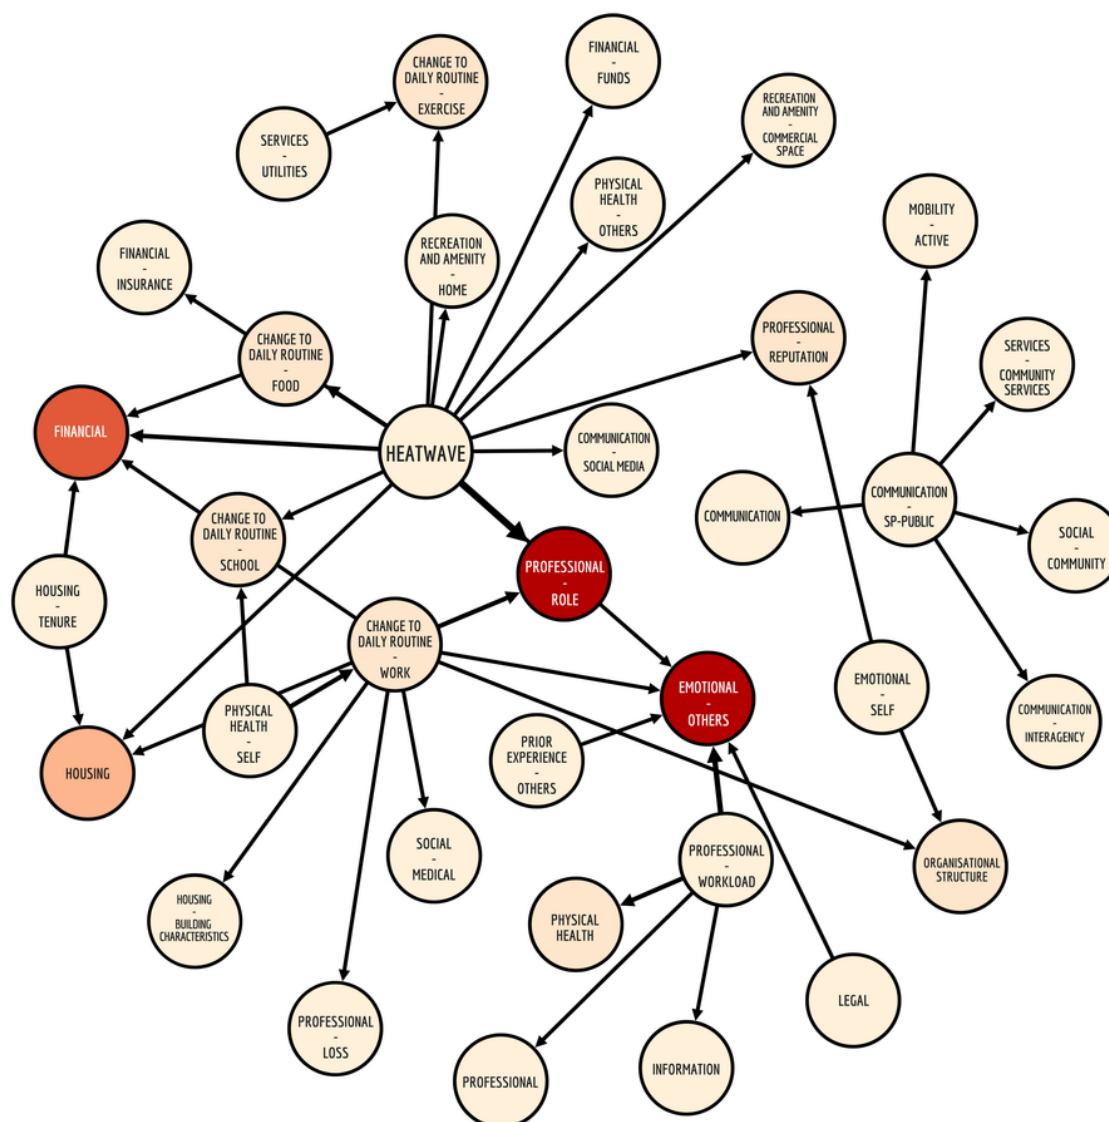 CHANGE TO
DAILY ROUTINE
-
EXERCISE
FINANCIAL
-
FUNDS
RECREATION
AND AMENITY
-
COMMERCIAL
SPACE
SERVICES
-
UTILITIES
PHYSICAL
HEALTH
-
OTHERS
MOBILITY
-
ACTIVE
RECREATION
AND AMENITY
-
HOME
FINANCIAL
-
INSURANCE
PROFESSIONAL
-
REPUTATION
CHANGE TO
DAILY ROUTINE
-
FOOD
SERVICES
-
COMMUNITY
SERVICES
FINANCIAL
HEATWAVE
COMMUNICATION
-
SOCIAL MEDIA
COMMUNICATION
-
SP-PUBLIC
COMMUNICATION
CHANGE TO
DAILY ROUTINE
-
SCHOOL
SOCIAL
-
COMMUNITY
PROFESSIONAL
-
ROLE
HOUSING
-
TENURE
CHANGE TO
DAILY ROUTINE
-
WORK
EMOTIONAL
-
OTHERS
EMOTIONAL
-
SELF
COMMUNICATION
-
INTERAGENCY
PHYSICAL
HEALTH
-
SELF
PRIOR
EXPERIENCE
-
OTHERS
HOUSING
SOCIAL
-
MEDICAL
PROFESSIONAL
-
WORKLOAD
ORGANISATIONAL
STRUCTURE
HOUSING
-
BUILDING
CHARACTERISTICS
PHYSICAL
HEALTH
LEGAL
PROFESSIONAL
-
LOSS
INFORMATION
PROFESSIONAL